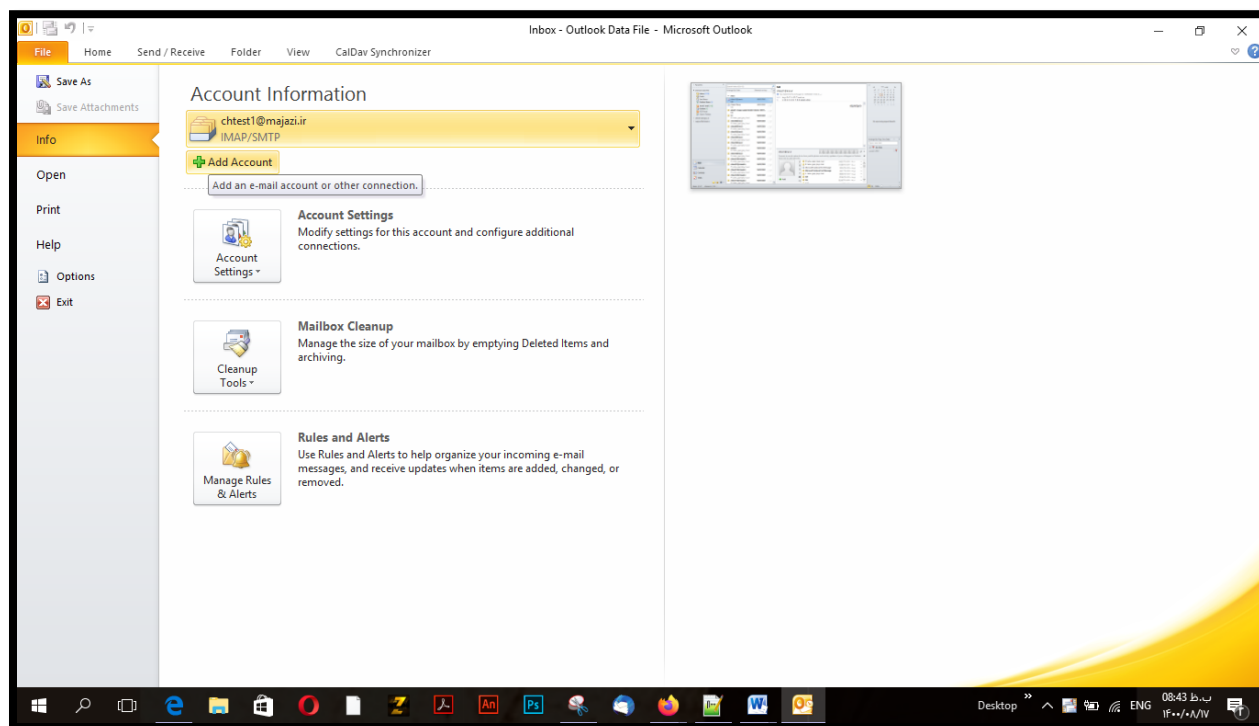 Inbox - Outlook Data File - Microsoft Outlook
File Home Send / Receive Folder View CalDav Synchronizer
Save As
Save Attachments
Info
Open
Print
Help
Options
Exit
Account Information
chtest1@majazi.ir
IMAP/SMTP
Add Account
Add an e-mail account or other connection.
Account Settings
Modify settings for this account and configure additional
connections.
Account
Settings
Mailbox Cleanup
Manage the size of your mailbox by emptying Deleted Items and
archiving.
Cleanup
Tools
Rules and Alerts
Use Rules and Alerts to help organize your incoming e-mail
messages, and receive updates when items are added, changed, or
removed.
Manage Rules
& Alerts
Desktop
ENG
08:43 ب.ظ
۱۴۰۰/۰۸/۱۷